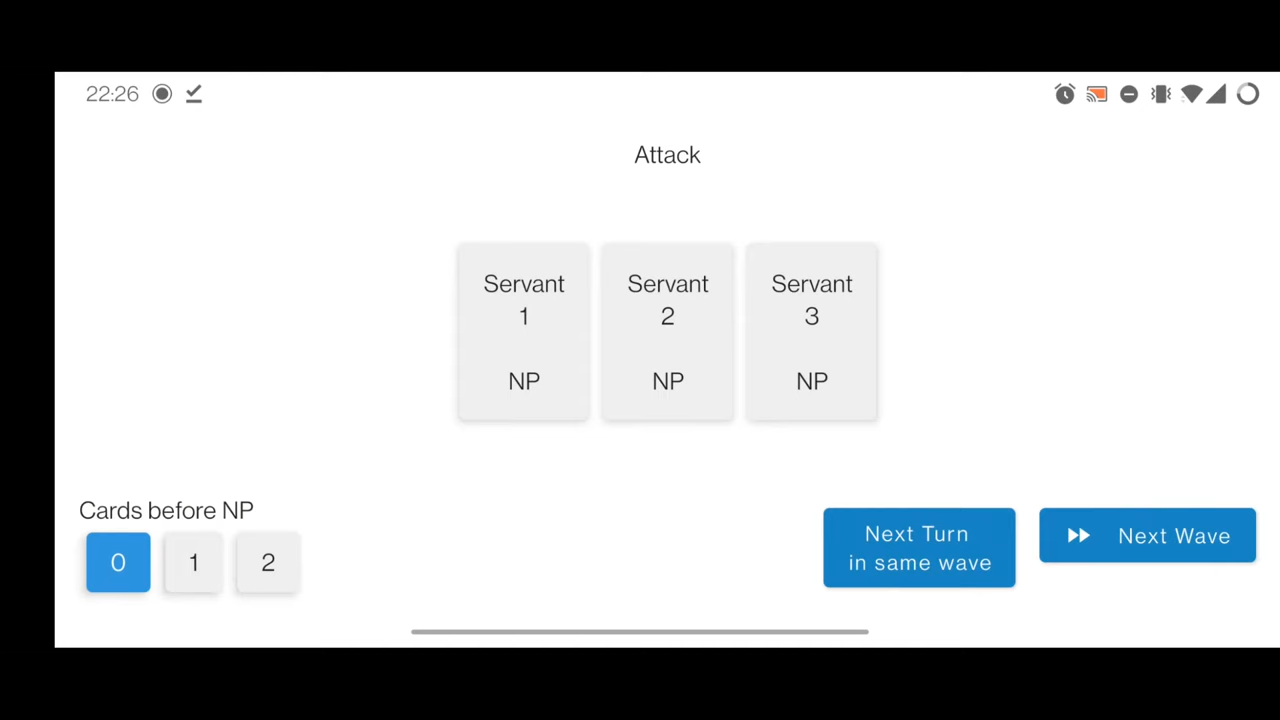 22:26
Attack
Servant
1
NP
Servant
2
NP
Servant
3
NP
Cards before NP
0
1
2
Next Turn
in same wave
Next Wave